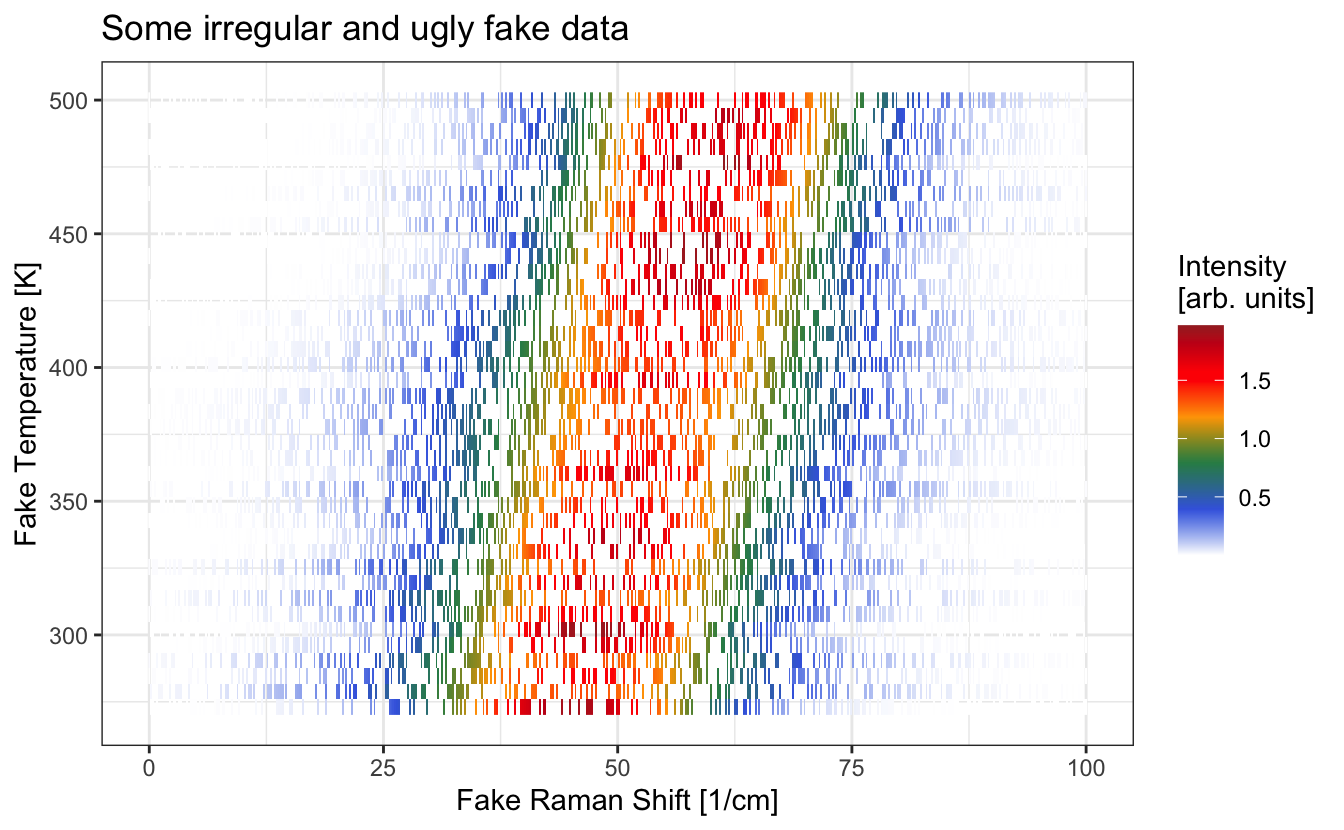 Some irregular and ugly fake data
500
450
400
350
300
Fake Temperature [K]
0
25
50
75
100
Fake Raman Shift [1/cm]
Intensity
[arb. units]
1.5
1.0
0.5